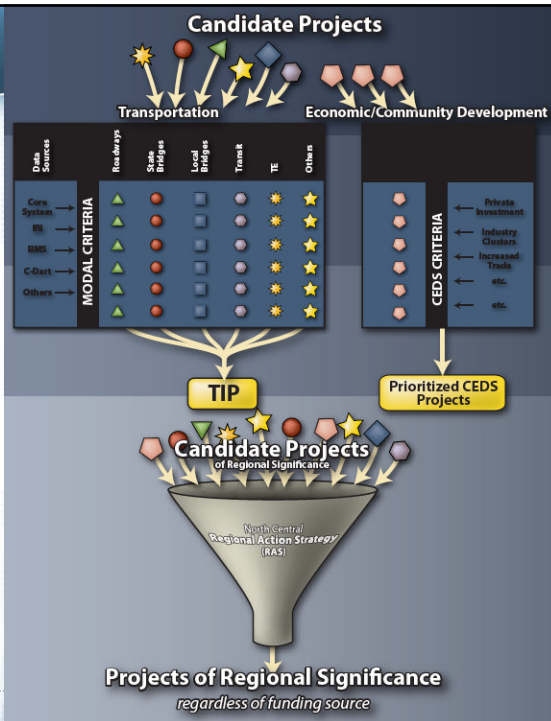 Candidate Projects
Transportation
Economic/Community Development
Data
Sources
Roadways
State
Bridges
Local
Bridges
Transit
TE
Others
MODAL CRITERIA
Core
System
IRI
BMS
C-Dart
Others
CEDS CRITERIA
Private
Investment
Industry
Clusters
Increased
Trade
etc.
etc.
TIP
Prioritized CEDS
Projects
Candidate Projects
of Regional Significance
North Central
Regional Action Strategy
(RAS)
Projects of Regional Significance
regardless of funding source